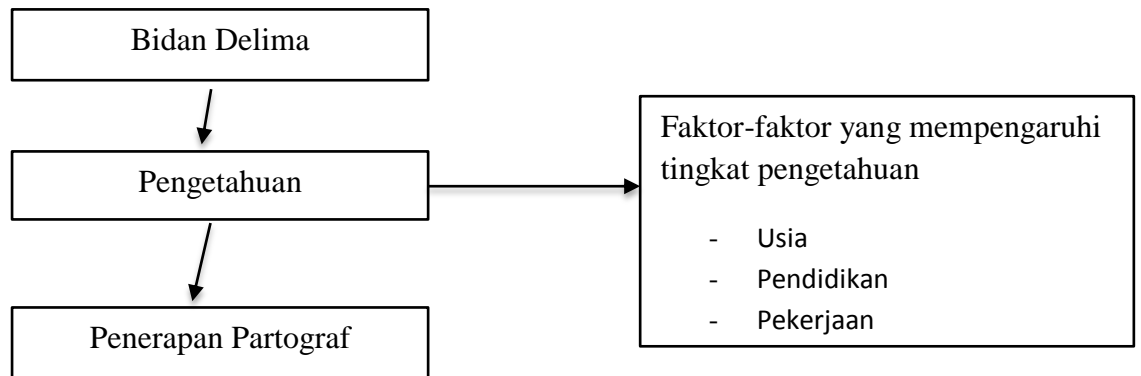 Bidan Delima
Pengetahuan
Penerapan Partograf
Faktor-faktor yang mempengaruhi
tingkat pengetahuan
- Usia
- Pendidikan
- Pekerjaan